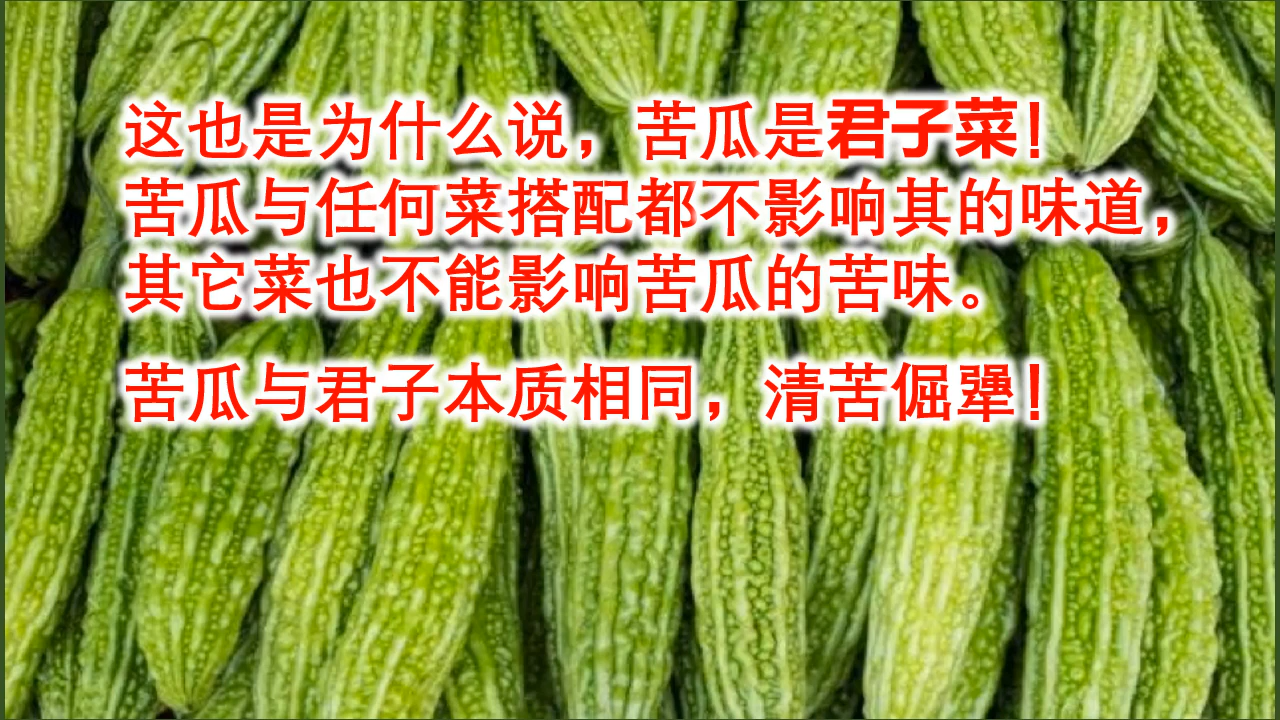 这也是为什么说，苦瓜是君子菜！
苦瓜与任何菜搭配都不影响其的味道，
其它菜也不能影响苦瓜的苦味。
苦瓜与君子本质相同，清苦倔犟！